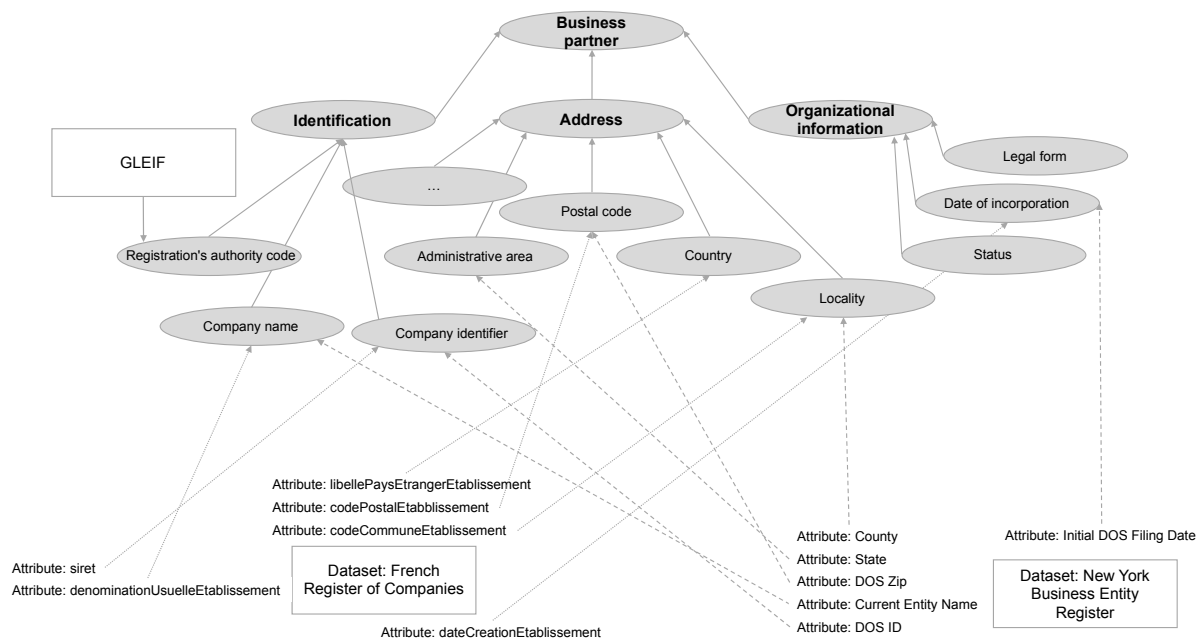 Business
partner
Identification
Address
Organizational
information
GLEIF
Legal form
…
Date of incorporation
Postal code
Registration's authority code
Administrative area
Country
Status
Locality
Company name
Company identifier
Attribute: libellePaysEtrangerEtablissement
Attribute: codePostalEtabblissement
Attribute: codeCommuneEtablissement
Attribute: County
Attribute: Initial DOS Filing Date
Attribute: State
Attribute: siret
Attribute: denominationUsuelleEtablissement
Dataset: French
Register of Companies
Attribute: DOS Zip
Attribute: Current Entity Name
Attribute: DOS ID
Dataset: New York
Business Entity
Register
Attribute: dateCreationEtablissement